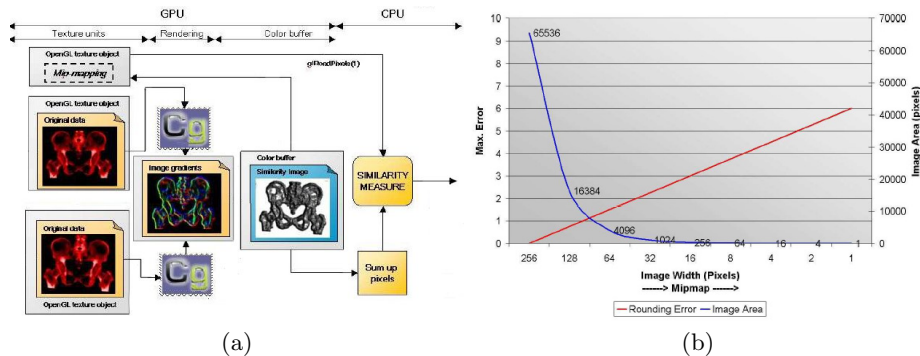 GPU
CPU
Texture units
Rendering
Color buffer
OpenGL texture object
Mip-mapping
glReadPixels(1)
OpenGL texture object
Original data
Cg
Image gradients
Color buffer
Similarity Image
SIMILARITY
MEASURE
Original data
OpenGL texture object
Cg
Sum up
pixels
(a)
Max. Error
10
9
8
7
6
5
4
3
2
1
0
65536
16384
4096
1024
256
64
16
4
1
70000
60000
50000
40000
30000
20000
10000
0
Image Area (pixels)
256 128 64 32 16 8 4 2 1
Image Width (Pixels)
------> Mipmap ------>
Rounding Error Image Area
(b)